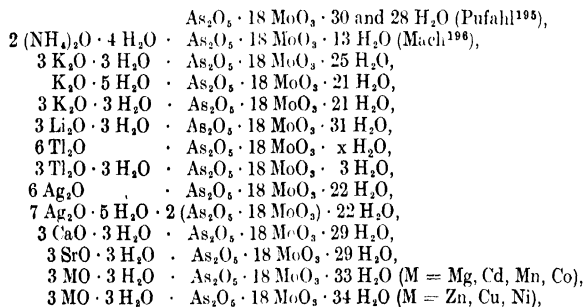 As₂O₅ · 18 MoO₃ · 30 and 28 H₂O (Pufahl¹⁹⁵),
2 (NH₄)₂O · 4 H₂O · As₂O₅ · 18 MoO₃ · 13 H₂O (Mach¹⁹⁶),
3 K₂O · 3 H₂O · As₂O₅ · 18 MoO₃ · 25 H₂O,
K₂O · 5 H₂O · As₂O₅ · 18 MoO₃ · 21 H₂O,
3 K₂O · 3 H₂O · As₂O₅ · 18 MoO₃ · 21 H₂O,
3 Li₂O · 3 H₂O · As₂O₅ · 18 MoO₃ · 31 H₂O,
6 Tl₂O · As₂O₅ · 18 MoO₃ · x H₂O,
3 Tl₂O · 3 H₂O · As₂O₅ · 18 MoO₃ · 3 H₂O,
6 Ag₂O · As₂O₅ · 18 MoO₃ · 22 H₂O,
7 Ag₂O · 5 H₂O · 2 (As₂O₅ · 18 MoO₃) · 22 H₂O,
3 CaO · 3 H₂O · As₂O₅ · 18 MoO₃ · 29 H₂O,
3 SrO · 3 H₂O · As₂O₅ · 18 MoO₃ · 29 H₂O,
3 MO · 3 H₂O · As₂O₅ · 18 MoO₃ · 33 H₂O (M = Mg, Cd, Mn, Co),
3 MO · 3 H₂O · As₂O₅ · 18 MoO₃ · 34 H₂O (M = Zn, Cu, Ni),